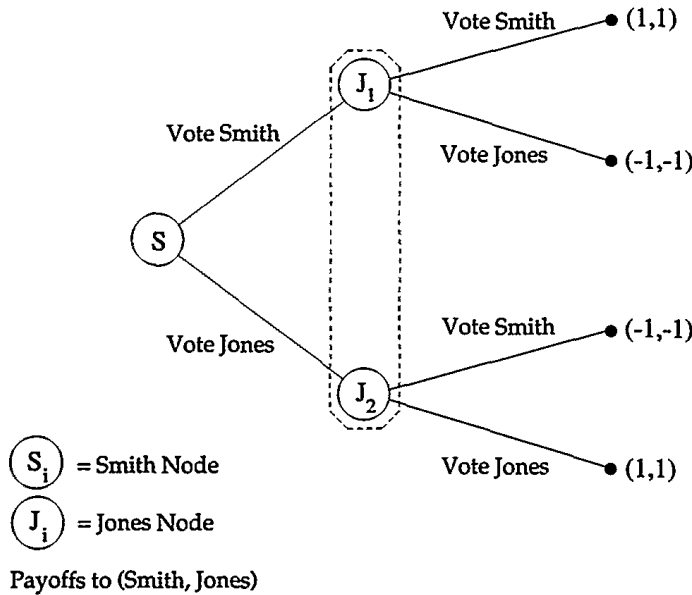 Vote Smith (1,1)
J1
Vote Smith
Vote Jones (-1,-1)
S
Vote Smith (-1,-1)
Vote Jones
J2
Si = Smith Node
Vote Jones (1,1)
Ji = Jones Node
Payoffs to (Smith, Jones)